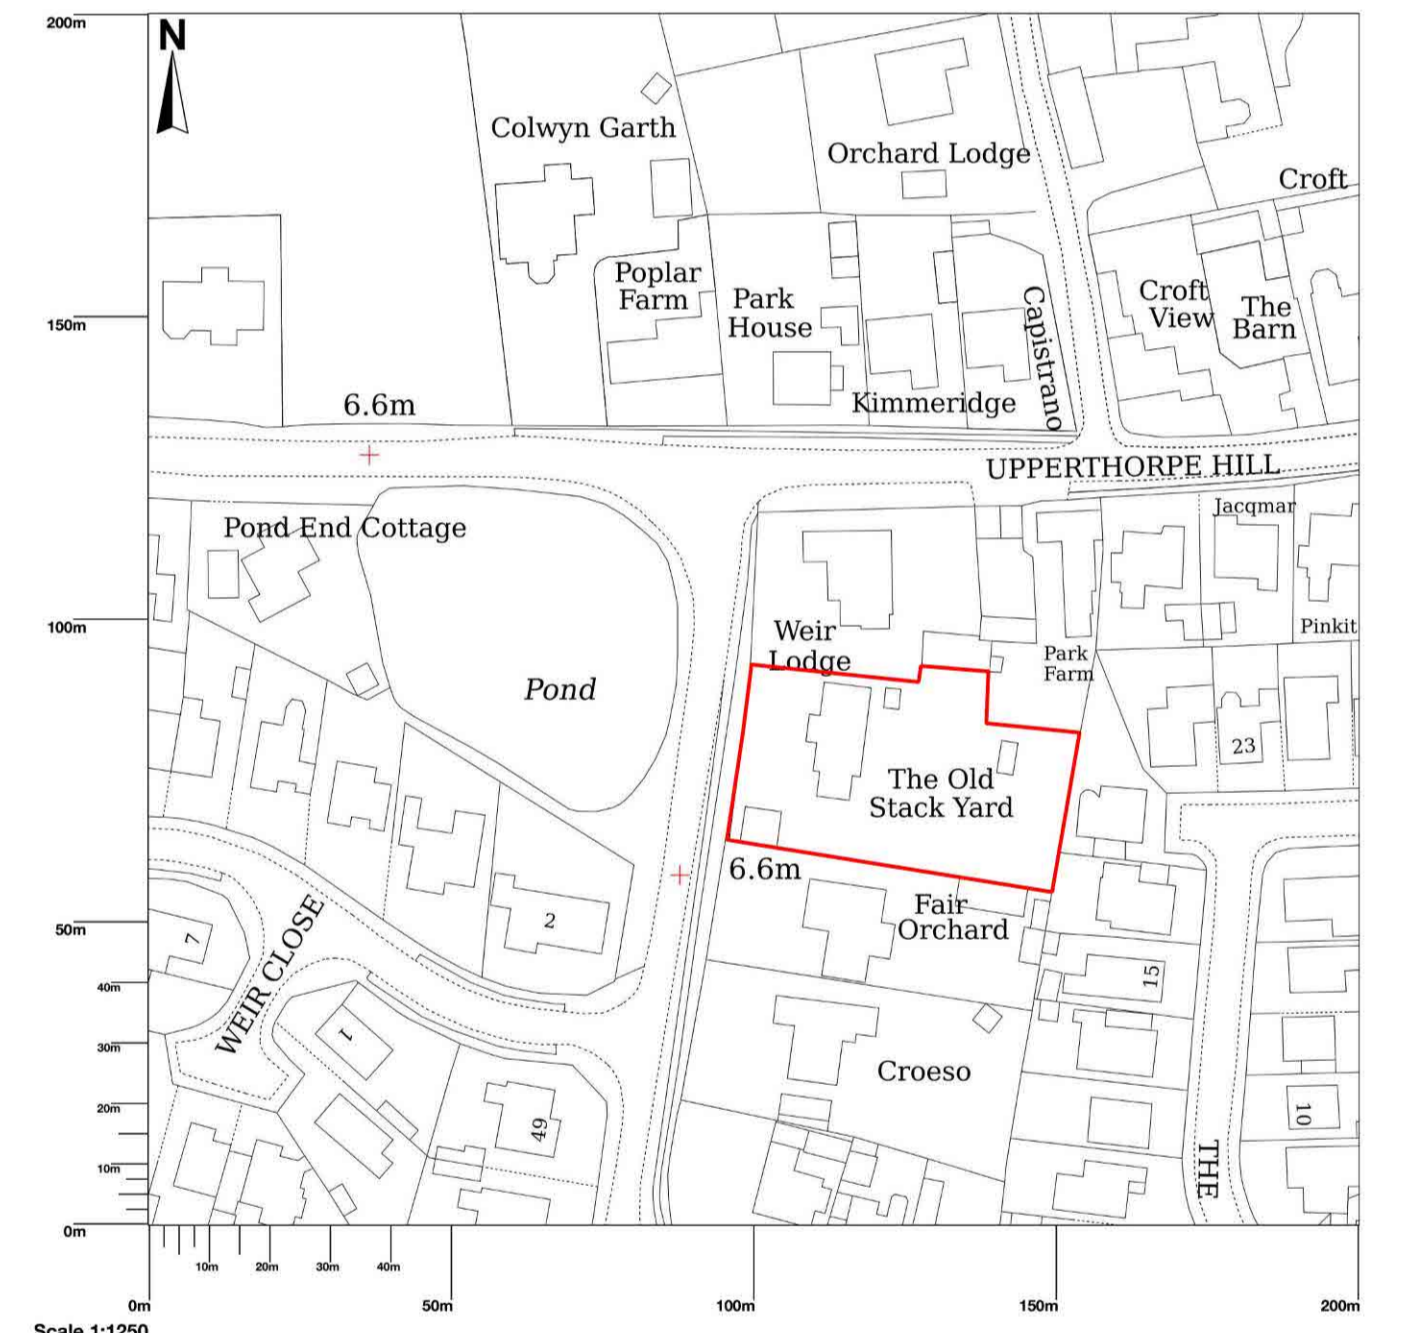 200m
N
Colwyn Garth
Orchard Lodge
Croft
Poplar
Farm
Park
House
Capistrano
Croft
View
The
Barn
150m
6.6m
Kimmeridge
UPPERTHORPE HILL
Jacqmar
Pond End Cottage
100m
Weir
Lodge
Pinkit
Park
Farm
Pond
23
The Old
Stack Yard
6.6m
Fair
Orchard
2
50m
7
WEIR CLOSE
15
40m
1
30m
Croeso
20m
49
10
10m
THE
0m
10m
20m
30m
40m
0m
50m
100m
150m
200m
Scale 1:1250